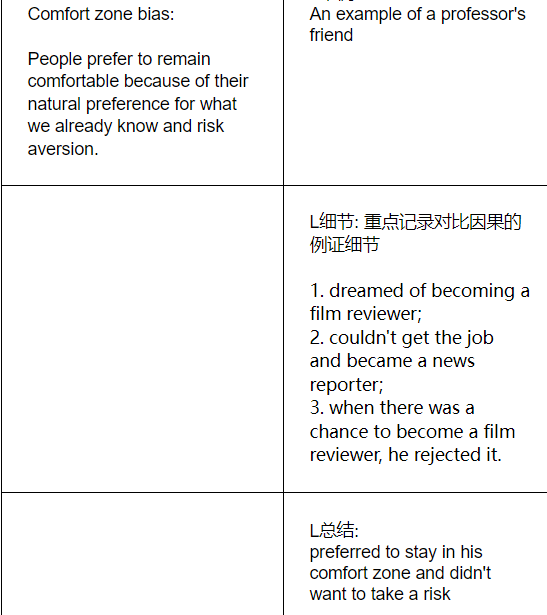 Comfort zone bias:
People prefer to remain
comfortable because of their
natural preference for what
we already know and risk
aversion.
An example of a professor's
friend
L细节: 重点记录对比因果的
例证细节
1. dreamed of becoming a
film reviewer;
2. couldn't get the job
and became a news
reporter;
3. when there was a
chance to become a film
reviewer, he rejected it.
L总结:
preferred to stay in his
comfort zone and didn't
want to take a risk